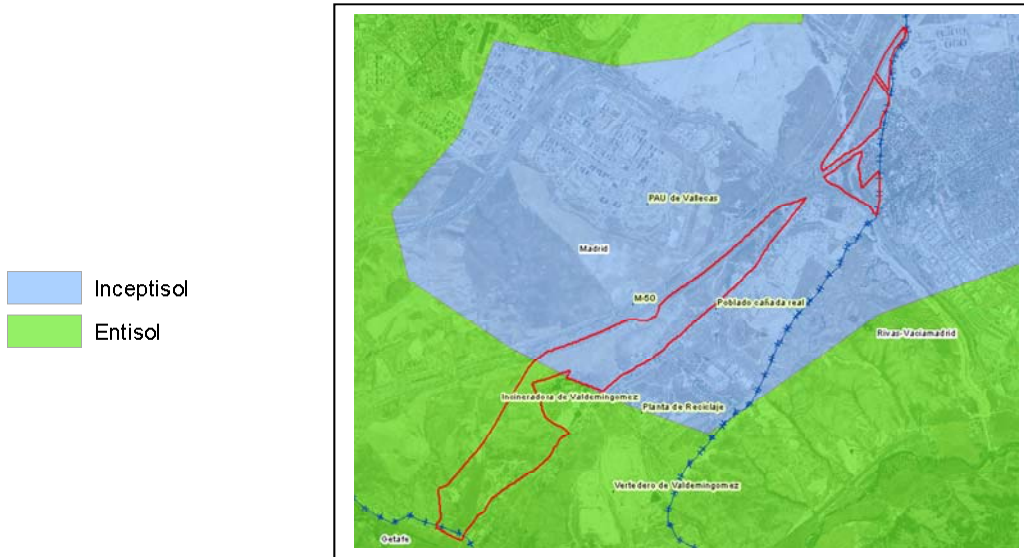 PAU de Vallecas
Madrid
Inceptisol
M-50
Poblado cañada real
Entisol
Rivas-Vaciamadrid
Incineradora de Valdemingomez
Planta de Reciclaje
Vertedero de Valdemingomez
Getafe